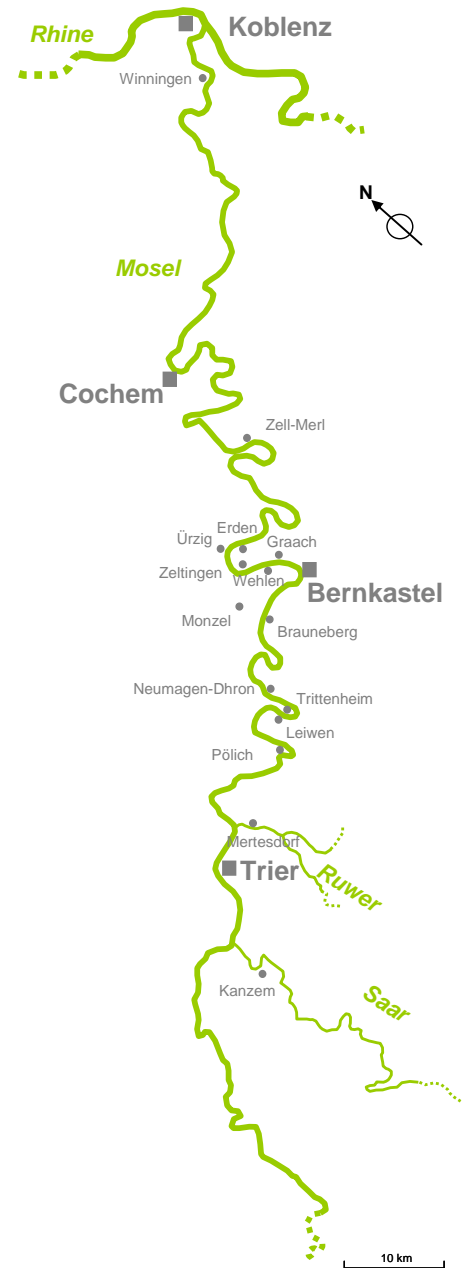 Koblenz
Rhine
Winningen
N
Mosel
Cochem
Zell-Merl
Erden
Ürzig
Graach
Zeltingen
Wehlen
Bernkastel
Monzel
Brauneberg
Neumagen-Dhron
Trittenheim
Leiwen
Pölich
Mertesdorf
Trier
Ruwer
Kanzem
Saar
10 km